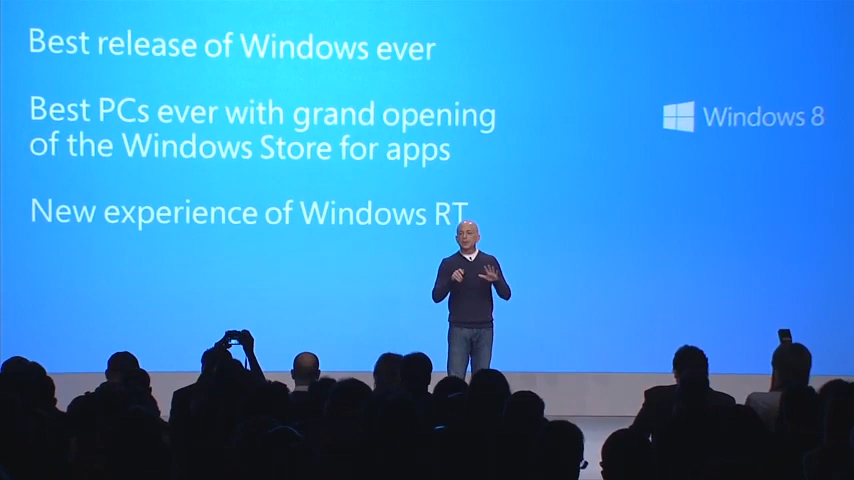 Best release of Windows ever
Best PCs ever with grand opening
of the Windows Store for apps
New experience of Windows RT
Windows 8